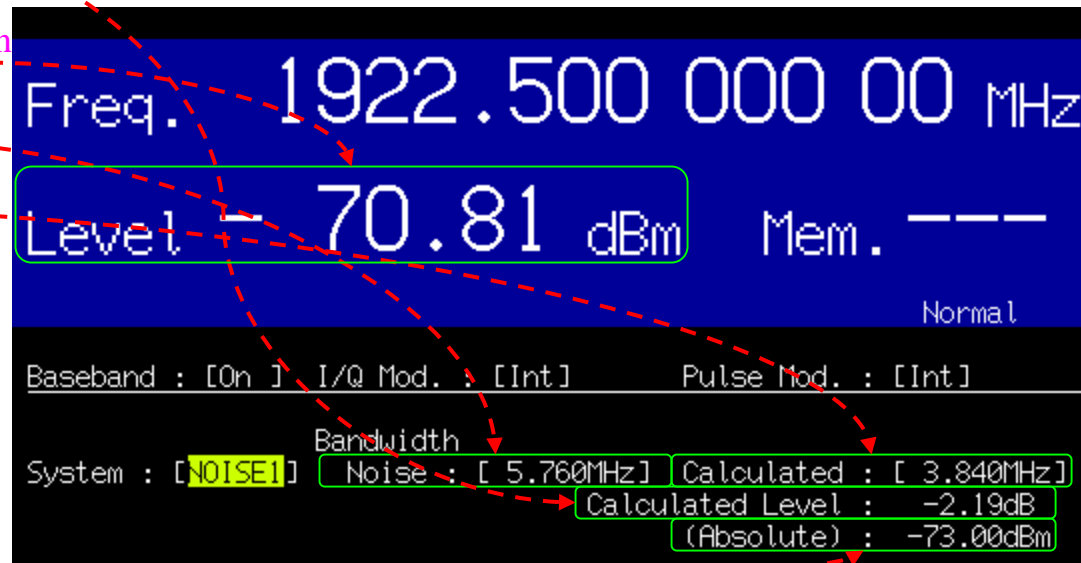 n
Freq. 1922.500 000 00 MHz
Level - 70.81 dBm Mem. ---
Normal
Baseband : [On ] I/Q Mod. : [Int] Pulse Mod. : [Int]
Bandwidth
System : [NOISE1] Noise : [ 5.760MHz] Calculated : [ 3.840MHz]
Calculated Level : -2.19dB
(Absolute) : -73.00dBm